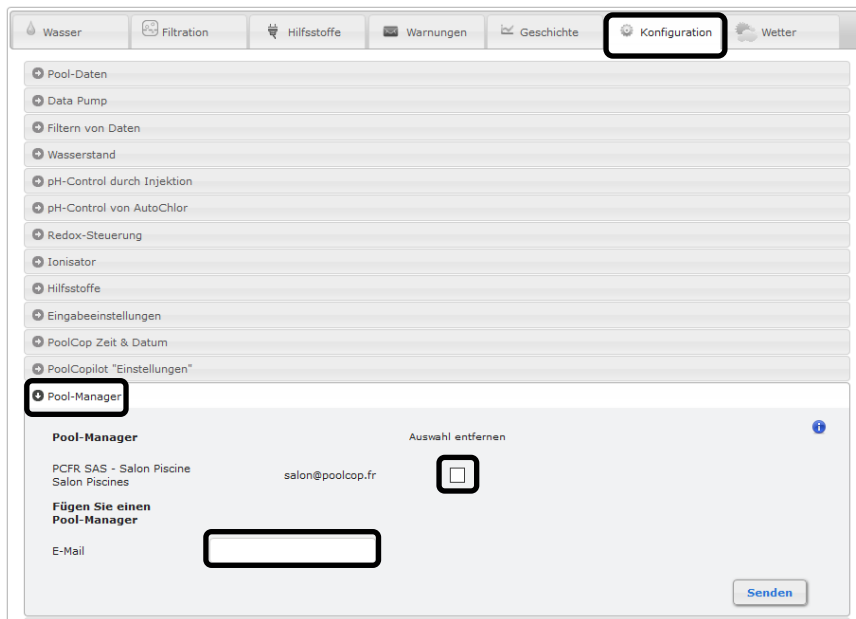 Wasser
Filtration
Hilfsstoffe
Warnungen
Geschichte
Konfiguration
Wetter
Pool-Daten
Data Pump
Filtern von Daten
Wasserstand
pH-Control durch Injektion
pH-Control von AutoChlor
Redox-Steuerung
Ionisator
Hilfsstoffe
Eingabeeinstellungen
PoolCop Zeit & Datum
PoolCopilot "Einstellungen"
Pool-Manager
Pool-Manager
Auswahl entfernen
PCFR SAS - Salon Piscine
Salon Piscines
salon@poolcop.fr
Fügen Sie einen
Pool-Manager
E-Mail
Senden